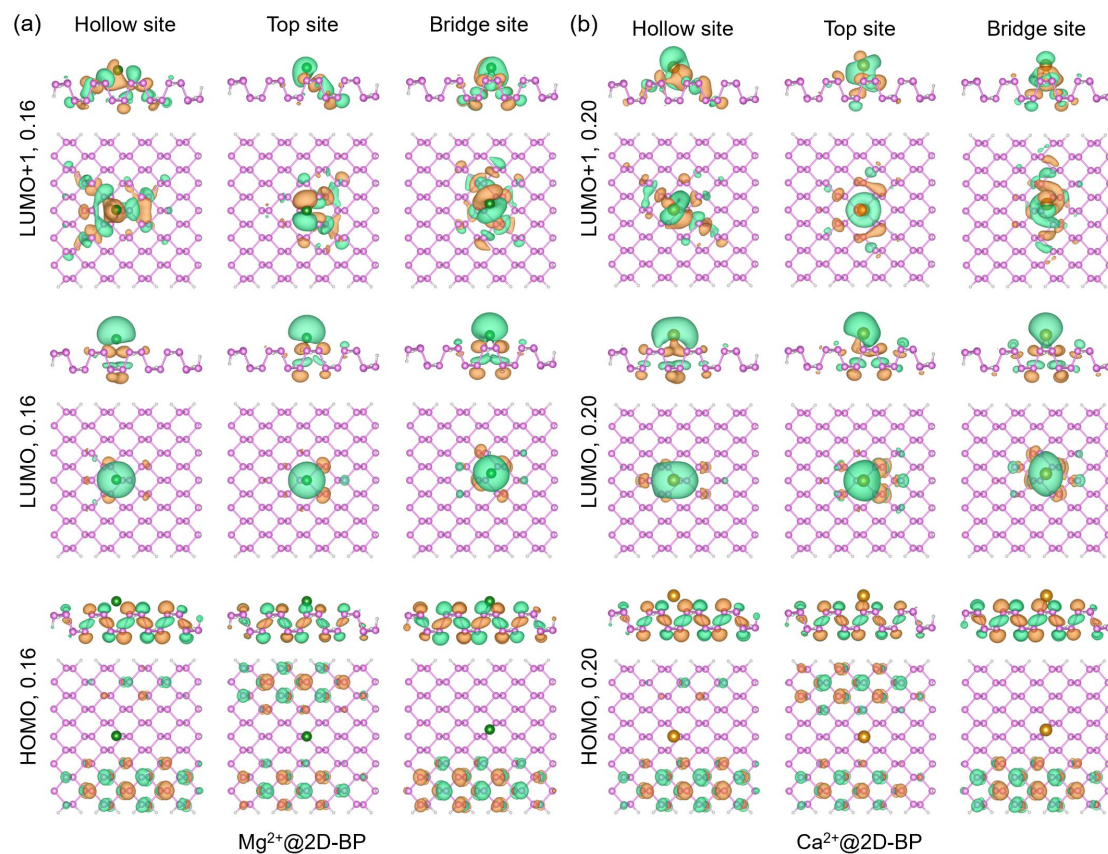 (a) Hollow site Top site Bridge site (b) Hollow site Top site Bridge site
LUMO+1, 0.16
LUMO+1, 0.20
LUMO, 0.16
LUMO, 0.20
HOMO, 0.16
HOMO, 0.20
Mg²⁺@2D-BP Ca²⁺@2D-BP